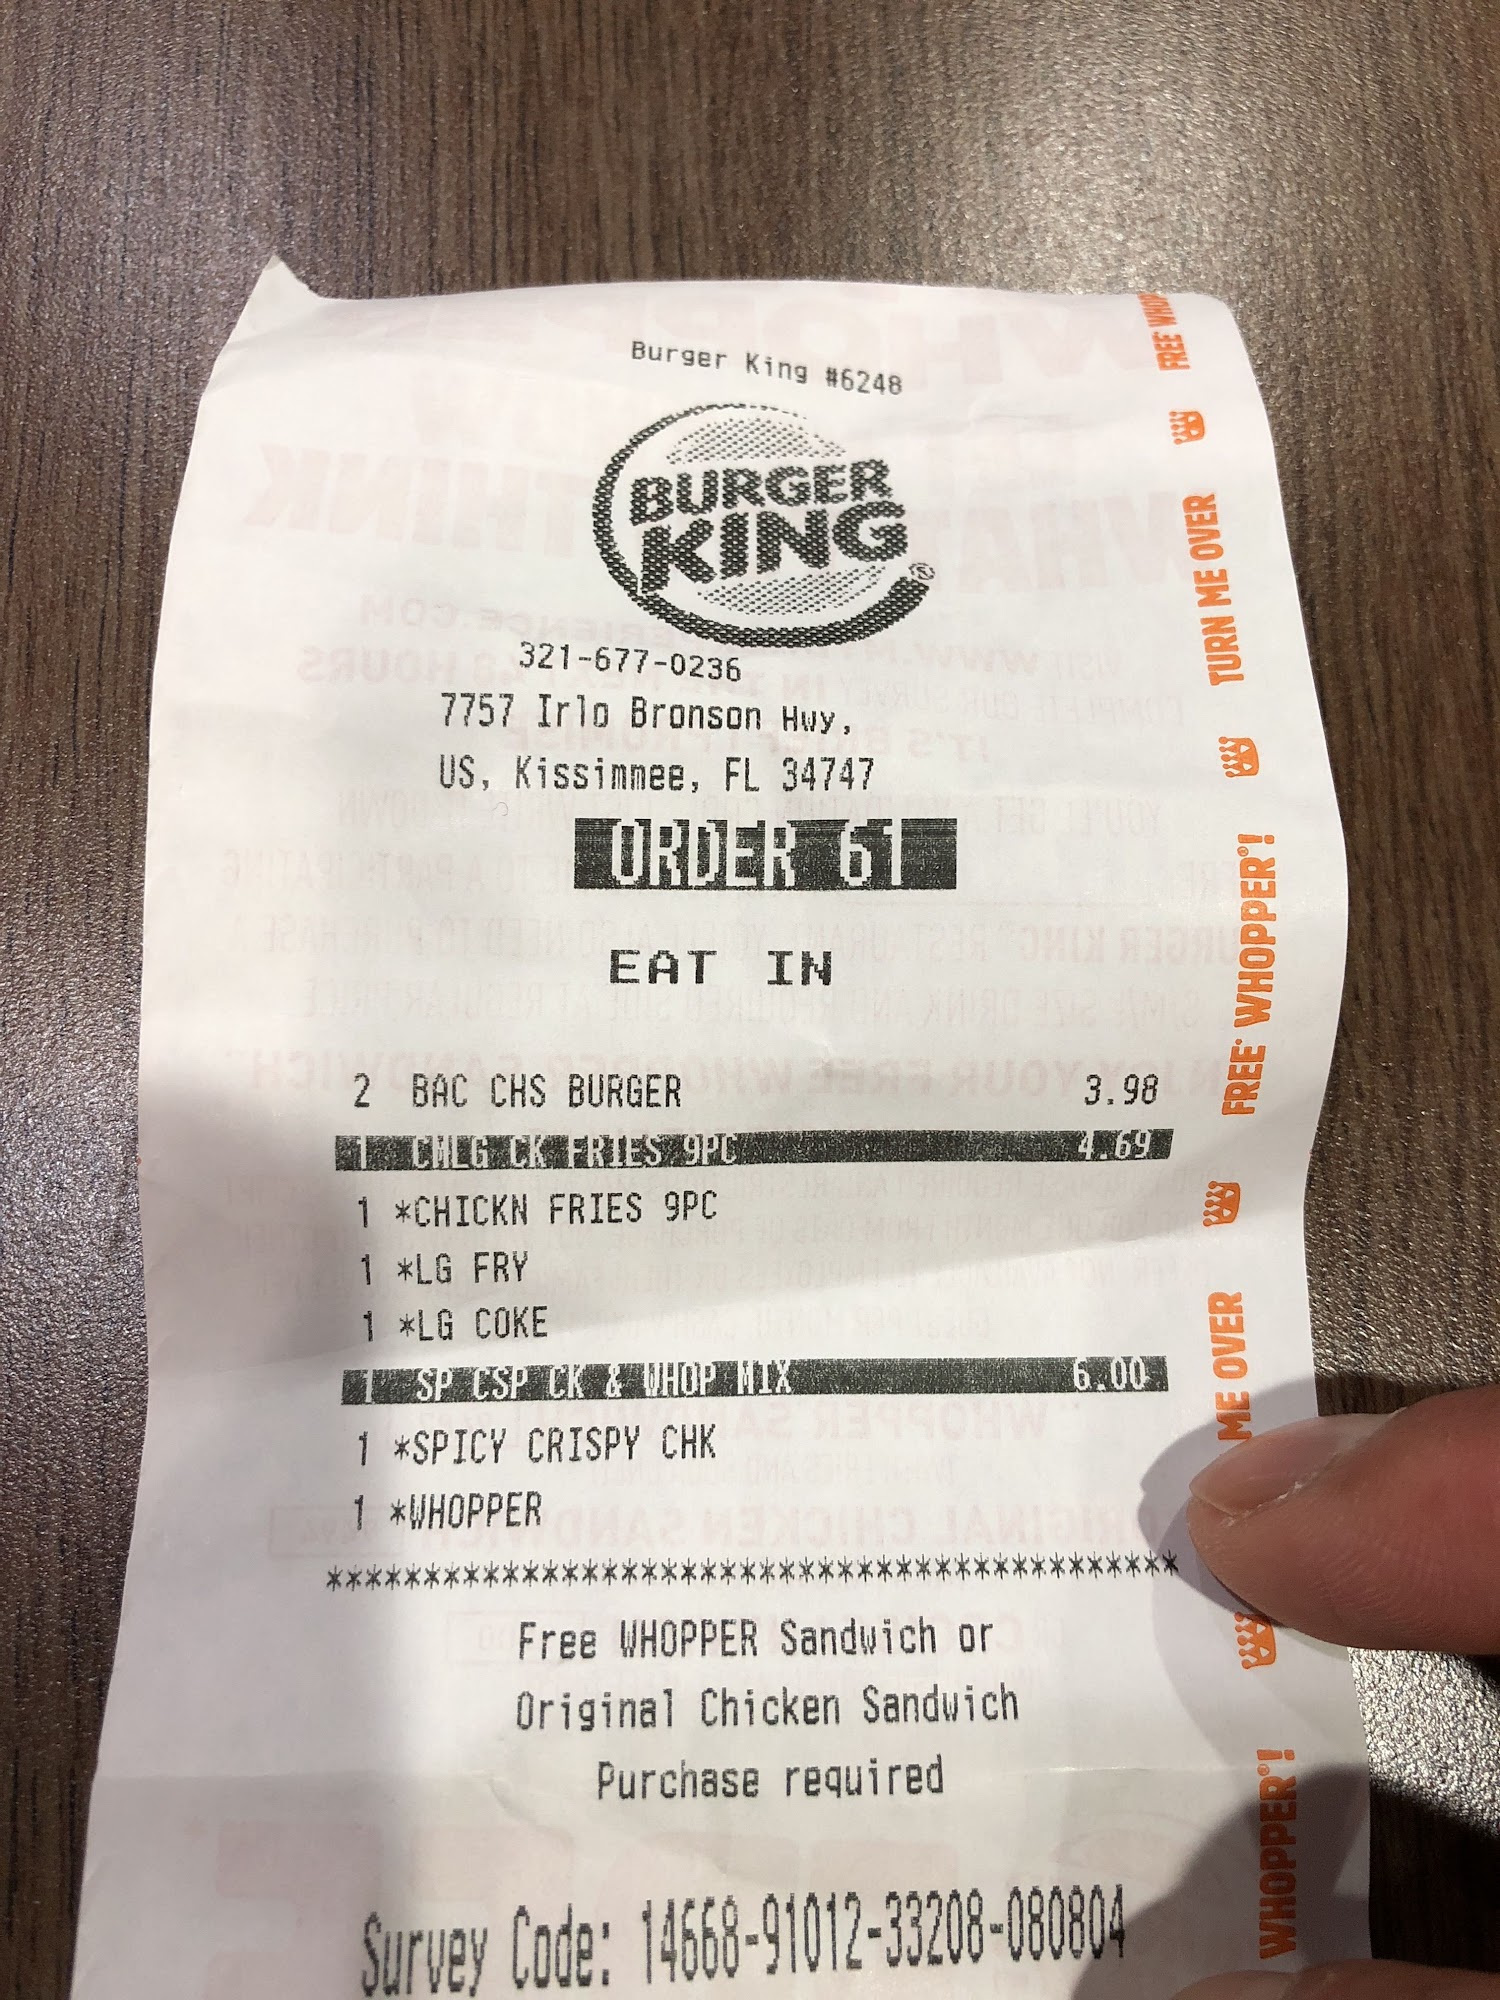 Burger King #6248
BURGER
KING®
321-677-0236
7757 Irlo Bronson Hwy,
US, Kissimmee, FL 34747
ORDER 61
EAT IN
2 BAC CHS BURGER 3.98
1 CMLG CK FRIES 9PC 4.69
1 *CHICKN FRIES 9PC
1 *LG FRY
1 *LG COKE
1 SP CSP CK & WHOP MIX 6.00
1 *SPICY CRISPY CHK
1 *WHOPPER
********************************************
Free WHOPPER Sandwich or
Original Chicken Sandwich
Purchase required
Survey Code: 14668-91012-33208-080804
FREE WHOP
TURN ME OVER
FREE WHOPPER®!
ME OVER
WHOPPER®!